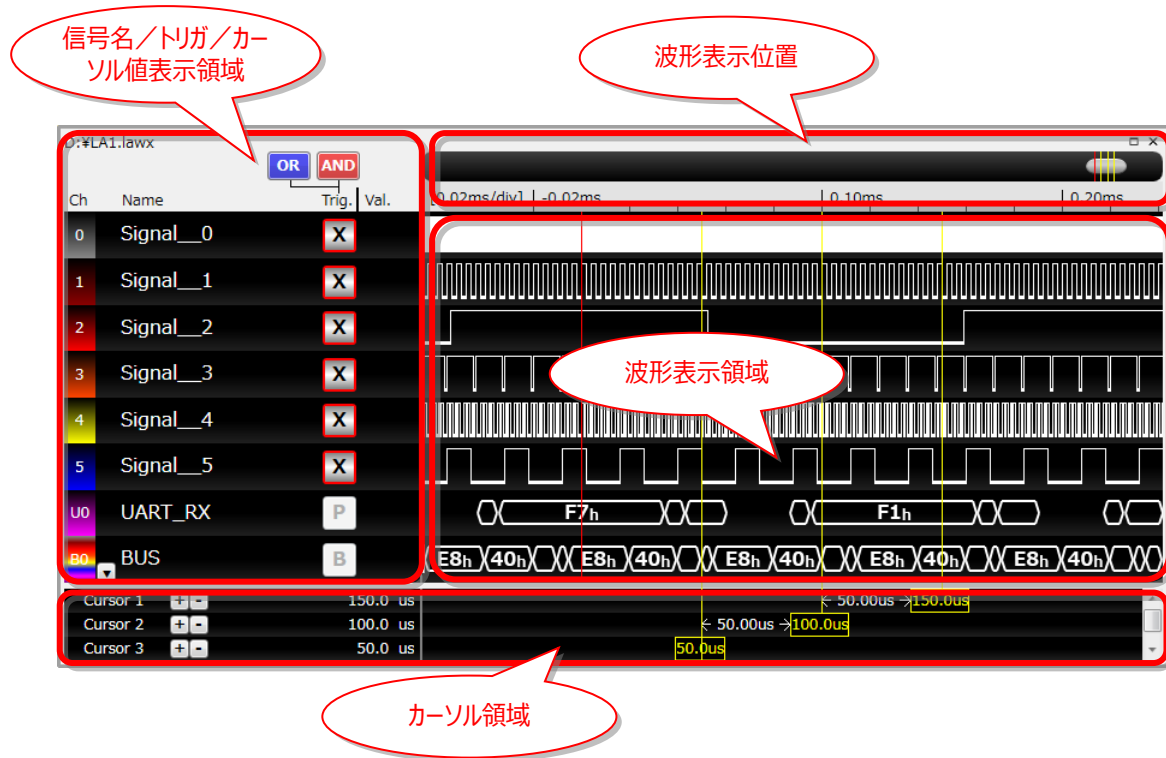 信号名／トリガ／カー
ソル値表示領域
波形表示位置
D:¥LA1.lawx
OR AND
Ch Name Trig. Val. [0.02ms/div] -0.02ms 0.10ms 0.20ms
0 Signal__0 X
1 Signal__1 X
2 Signal__2 X
3 Signal__3 X
波形表示領域
4 Signal__4 X
5 Signal__5 X
U0 UART_RX P F7h F1h
B0 BUS B E8h 40h E8h 40h E8h 40h E8h 40h E8h 40h
Cursor 1 + - 150.0 us 50.00us 150.0us
Cursor 2 + - 100.0 us 50.00us 100.0us
Cursor 3 + - 50.0 us 50.0us
カーソル領域